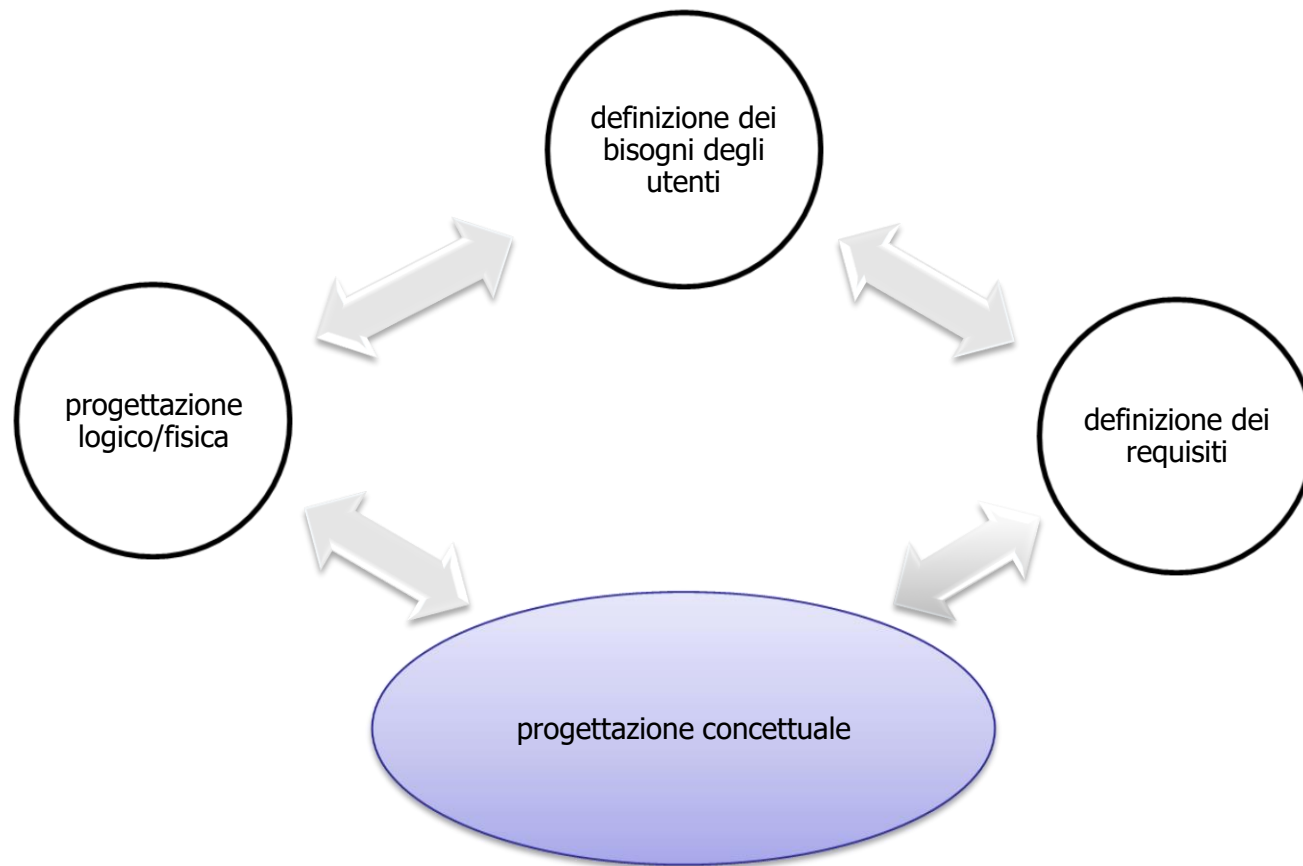 definizione dei
bisogni degli
utenti
progettazione
logico/fisica
definizione dei
requisiti
progettazione concettuale